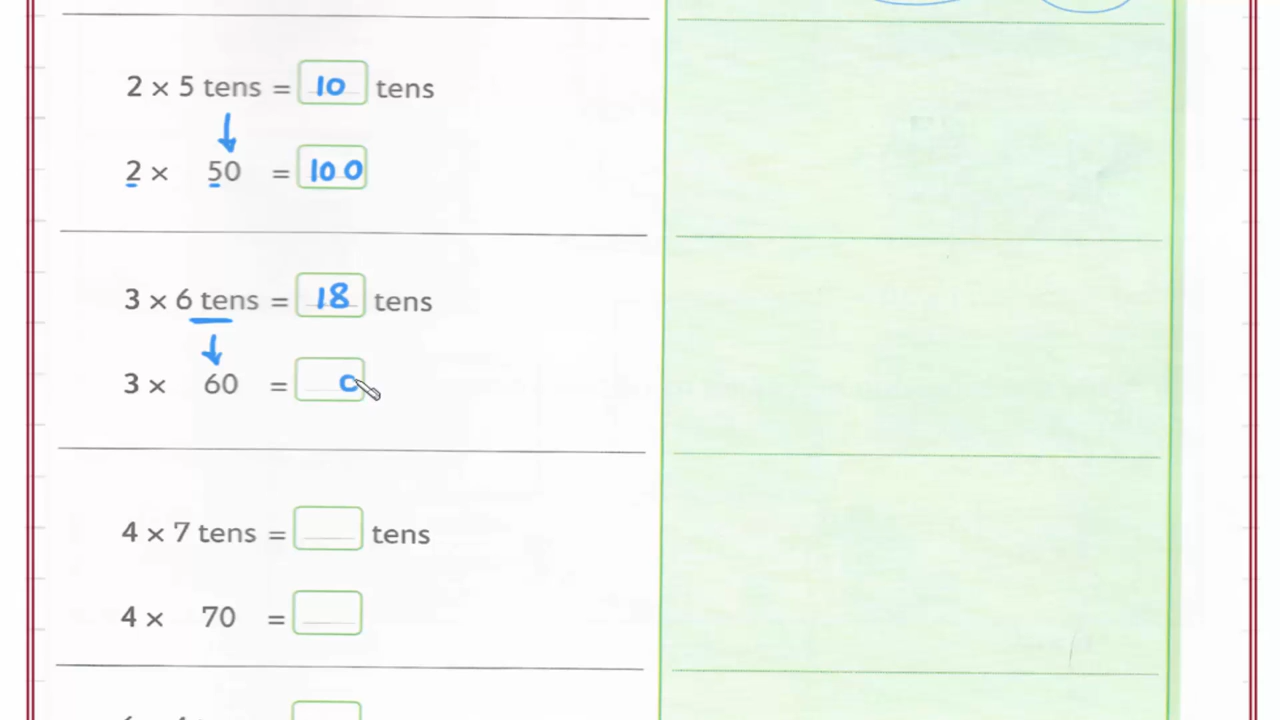 2 × 5 tens = 10 tens
2 × 50 = 100
3 × 6 tens = 18 tens
3 × 60 = 0
4 × 7 tens = tens
4 × 70 =